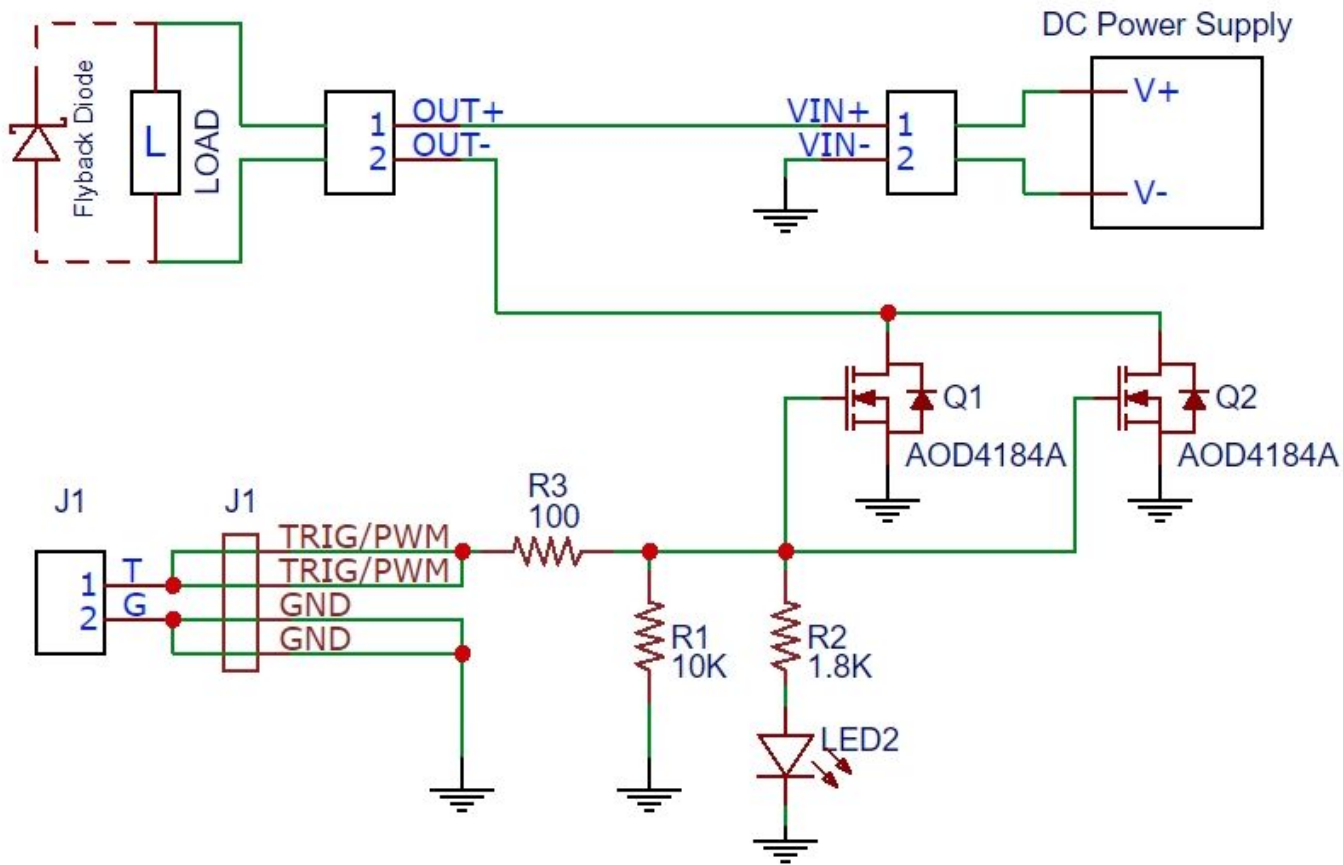 DC Power Supply
Flyback Diode
L
LOAD
1 OUT+
2 OUT-
VIN+ 1
VIN- 2
V+
V-
Q1
AOD4184A
Q2
AOD4184A
J1
J1
1 T
2 G
TRIG/PWM
TRIG/PWM
GND
GND
R3
100
R1
10K
R2
1.8K
LED2